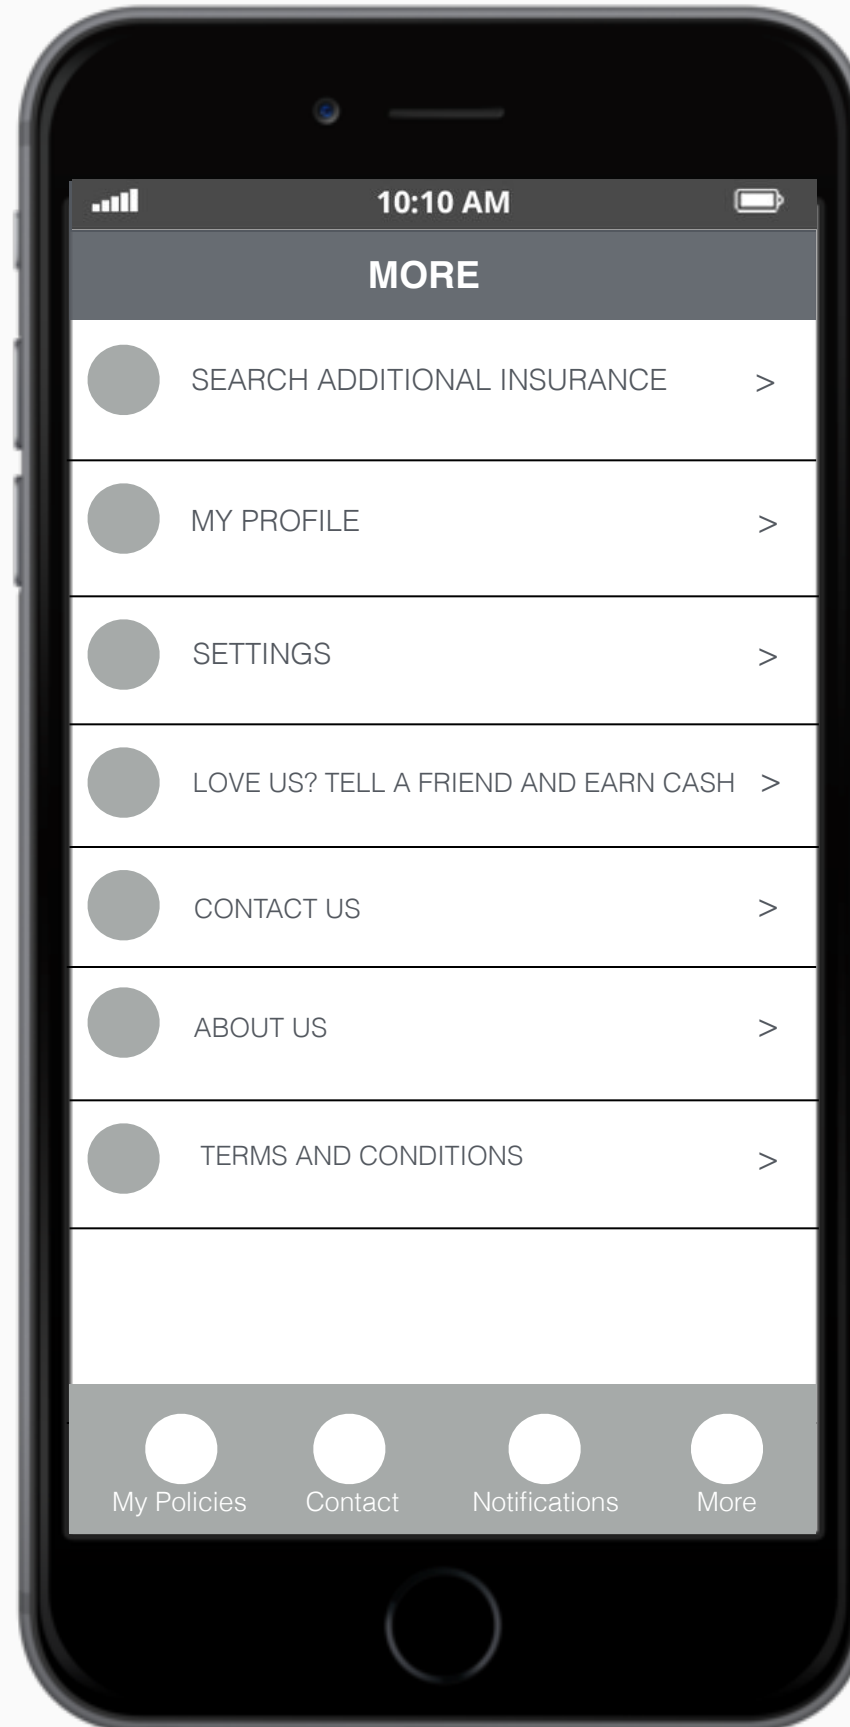 10:10 AM
MORE
SEARCH ADDITIONAL INSURANCE >
MY PROFILE >
SETTINGS >
LOVE US? TELL A FRIEND AND EARN CASH >
CONTACT US >
ABOUT US >
TERMS AND CONDITIONS >
My Policies Contact Notifications More